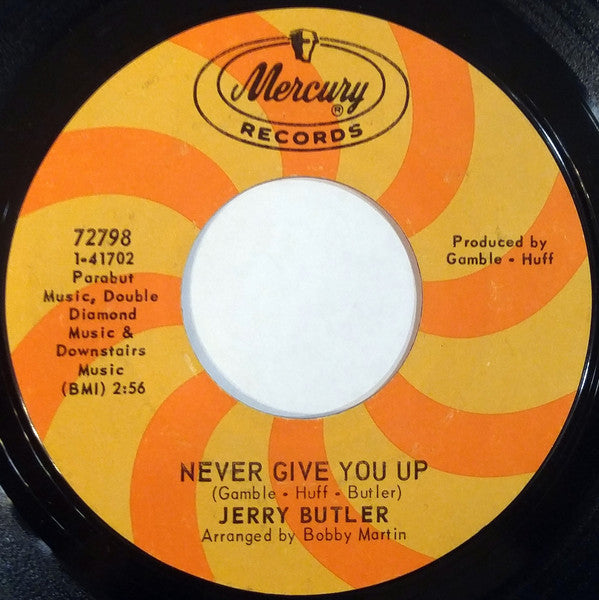 Mercury
®
RECORDS
72798
1-41702
Parabut
Music, Double
Diamond
Music &
Downstairs
Music
(BMI) 2:56
Produced by
Gamble - Huff
NEVER GIVE YOU UP
(Gamble - Huff - Butler)
JERRY BUTLER
Arranged by Bobby Martin